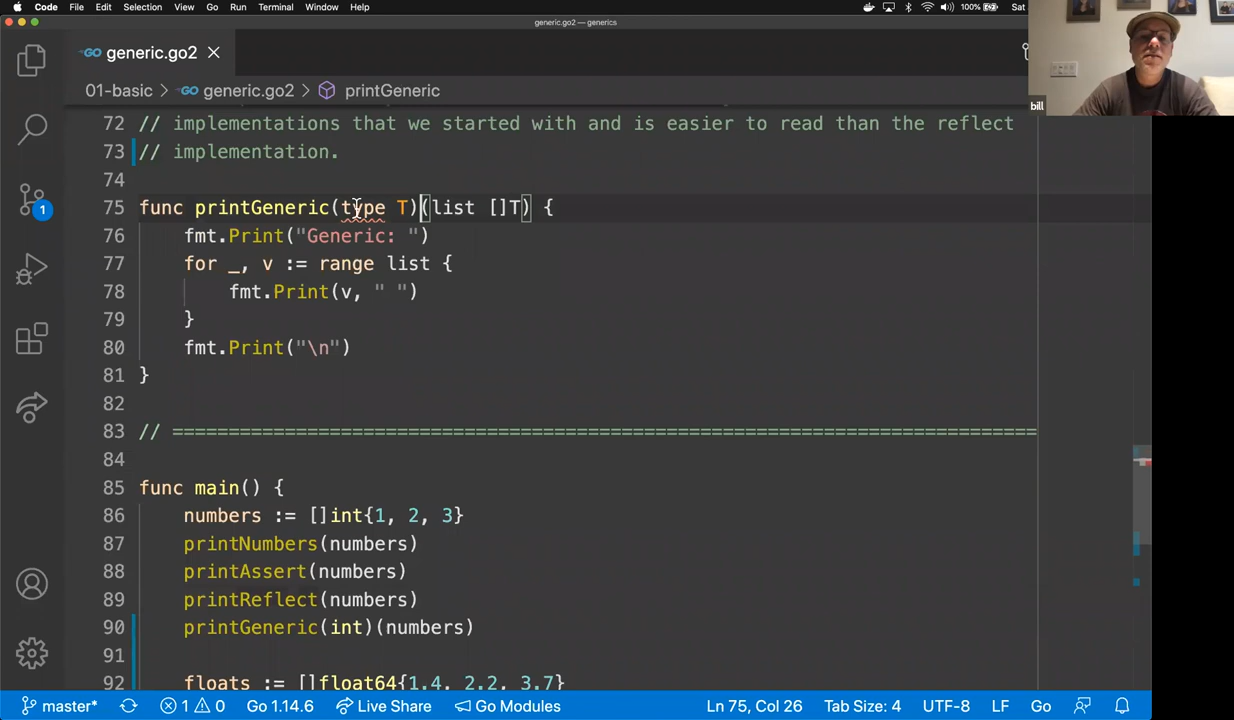 Code File Edit Selection View Go Run Terminal Window Help 100% Sat
generic.go2 — generics
GO generic.go2
bill
01-basic > GO generic.go2 > printGeneric
72 // implementations that we started with and is easier to read than the reflect
73 // implementation.
74
75 func printGeneric(type T)(list []T) {
76 fmt.Print("Generic: ")
77 for _, v := range list {
78 fmt.Print(v, " ")
79 }
80 fmt.Print("\n")
81 }
82
83 // =============================================================================
84
85 func main() {
86 numbers := []int{1, 2, 3}
87 printNumbers(numbers)
88 printAssert(numbers)
89 printReflect(numbers)
90 printGeneric(int)(numbers)
91
92 floats := []float64{1.4, 2.2, 3.7}
1
master* 1 0 Go 1.14.6 Live Share Go Modules Ln 75, Col 26 Tab Size: 4 UTF-8 LF Go